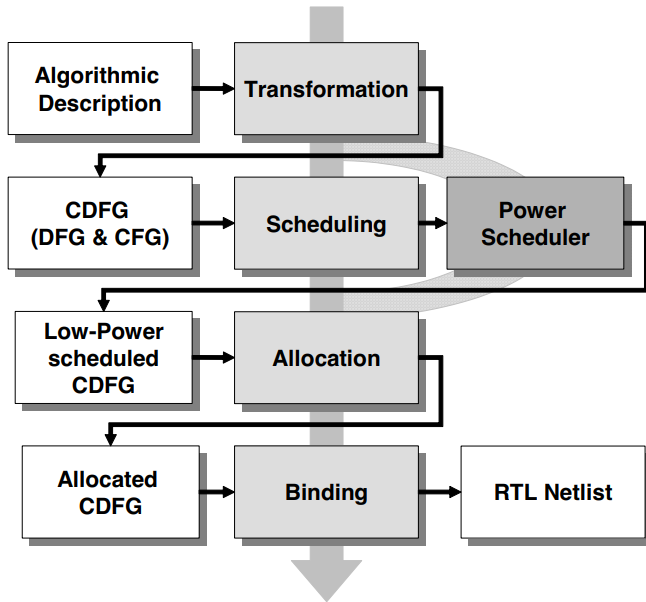 Algorithmic
Description
Transformation
CDFG
(DFG & CFG)
Scheduling
Power
Scheduler
Low-Power
scheduled
CDFG
Allocation
Allocated
CDFG
Binding
RTL Netlist